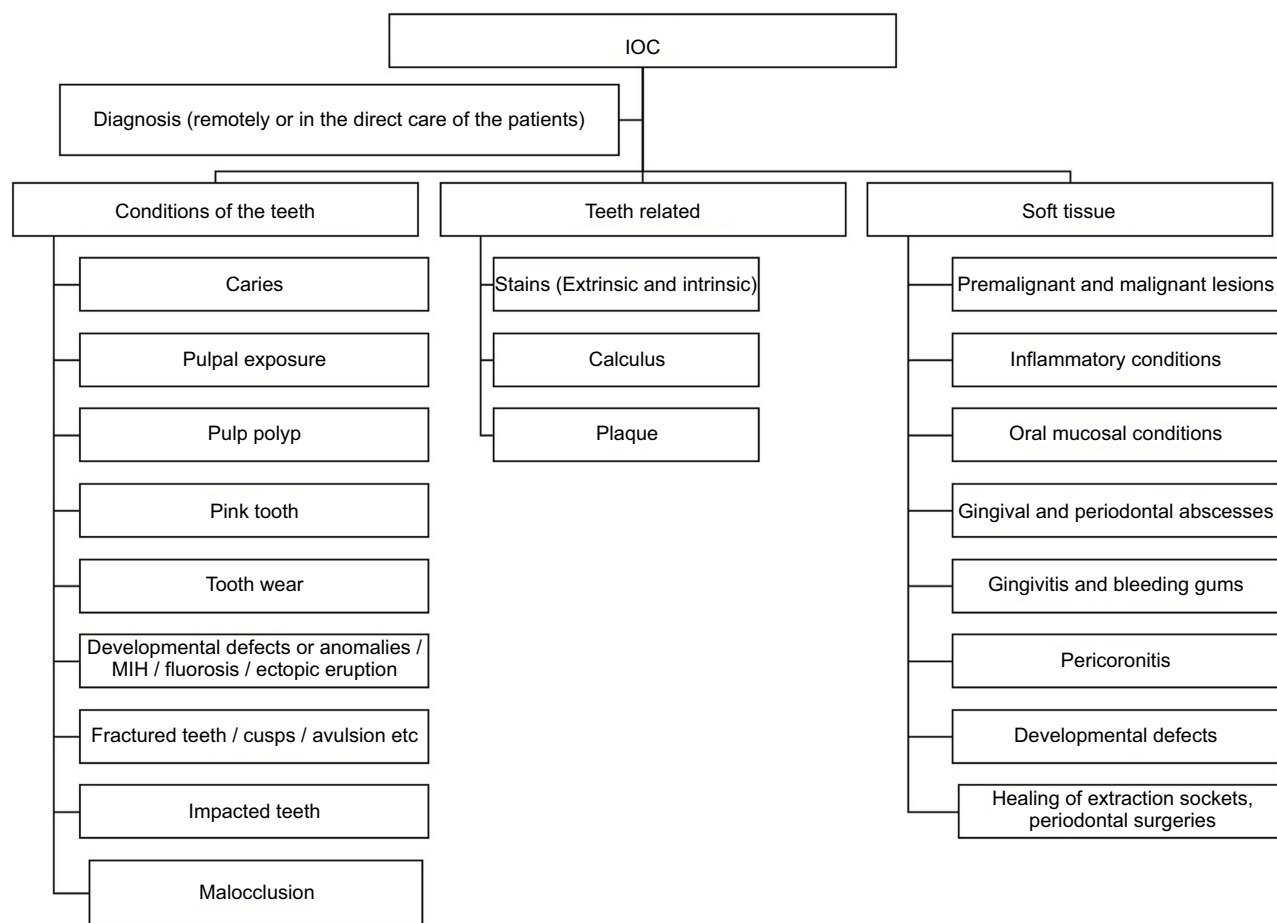 IOC
Diagnosis (remotely or in the direct care of the patients)
Conditions of the teeth
Caries
Pulpal exposure
Pulp polyp
Pink tooth
Tooth wear
Developmental defects or anomalies /
MIH / fluorosis / ectopic eruption
Fractured teeth / cusps / avulsion etc
Impacted teeth
Malocclusion
Teeth related
Stains (Extrinsic and intrinsic)
Calculus
Plaque
Soft tissue
Premalignant and malignant lesions
Inflammatory conditions
Oral mucosal conditions
Gingival and periodontal abscesses
Gingivitis and bleeding gums
Pericoronitis
Developmental defects
Healing of extraction sockets,
periodontal surgeries